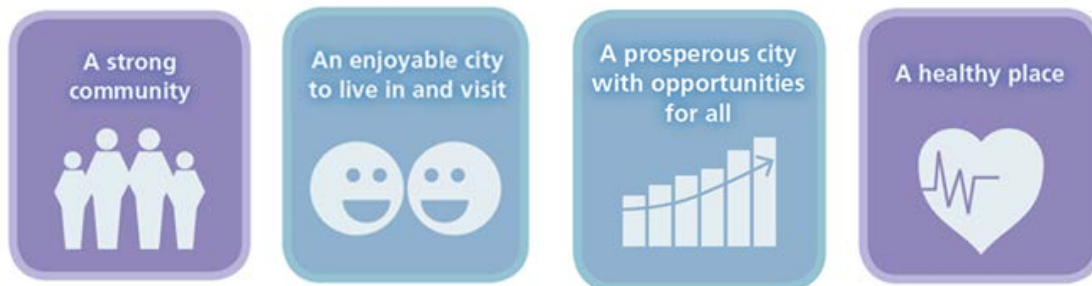 A strong
community
An enjoyable city
to live in and visit
A prosperous city
with opportunities
for all
A healthy place